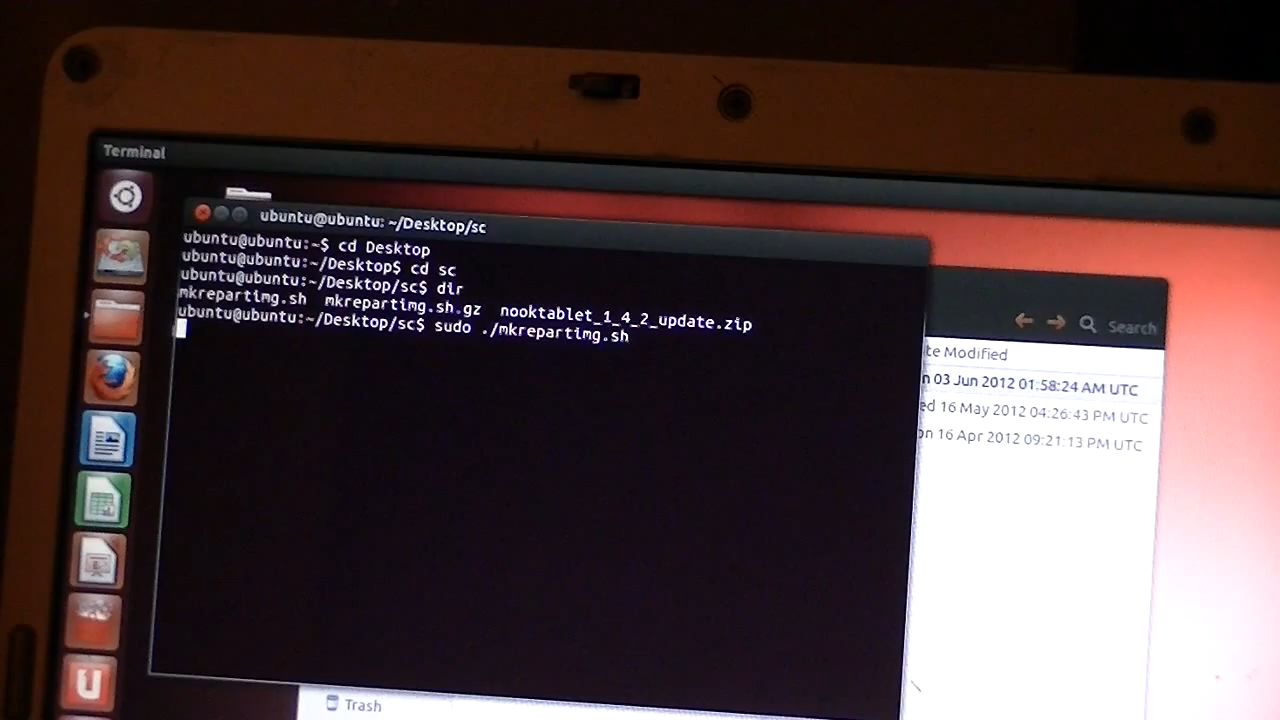 Terminal
ubuntu@ubuntu: ~/Desktop/sc
ubuntu@ubuntu:~$ cd Desktop
ubuntu@ubuntu:~/Desktop$ cd sc
ubuntu@ubuntu:~/Desktop/sc$ dir
mkrepartimg.sh mkrepartimg.sh.gz nooktablet_1_4_2_update.zip
ubuntu@ubuntu:~/Desktop/sc$ sudo ./mkrepartimg.sh
Search
te Modified
n 03 Jun 2012 01:58:24 AM UTC
ed 16 May 2012 04:26:43 PM UTC
on 16 Apr 2012 09:21:13 PM UTC
U
Trash